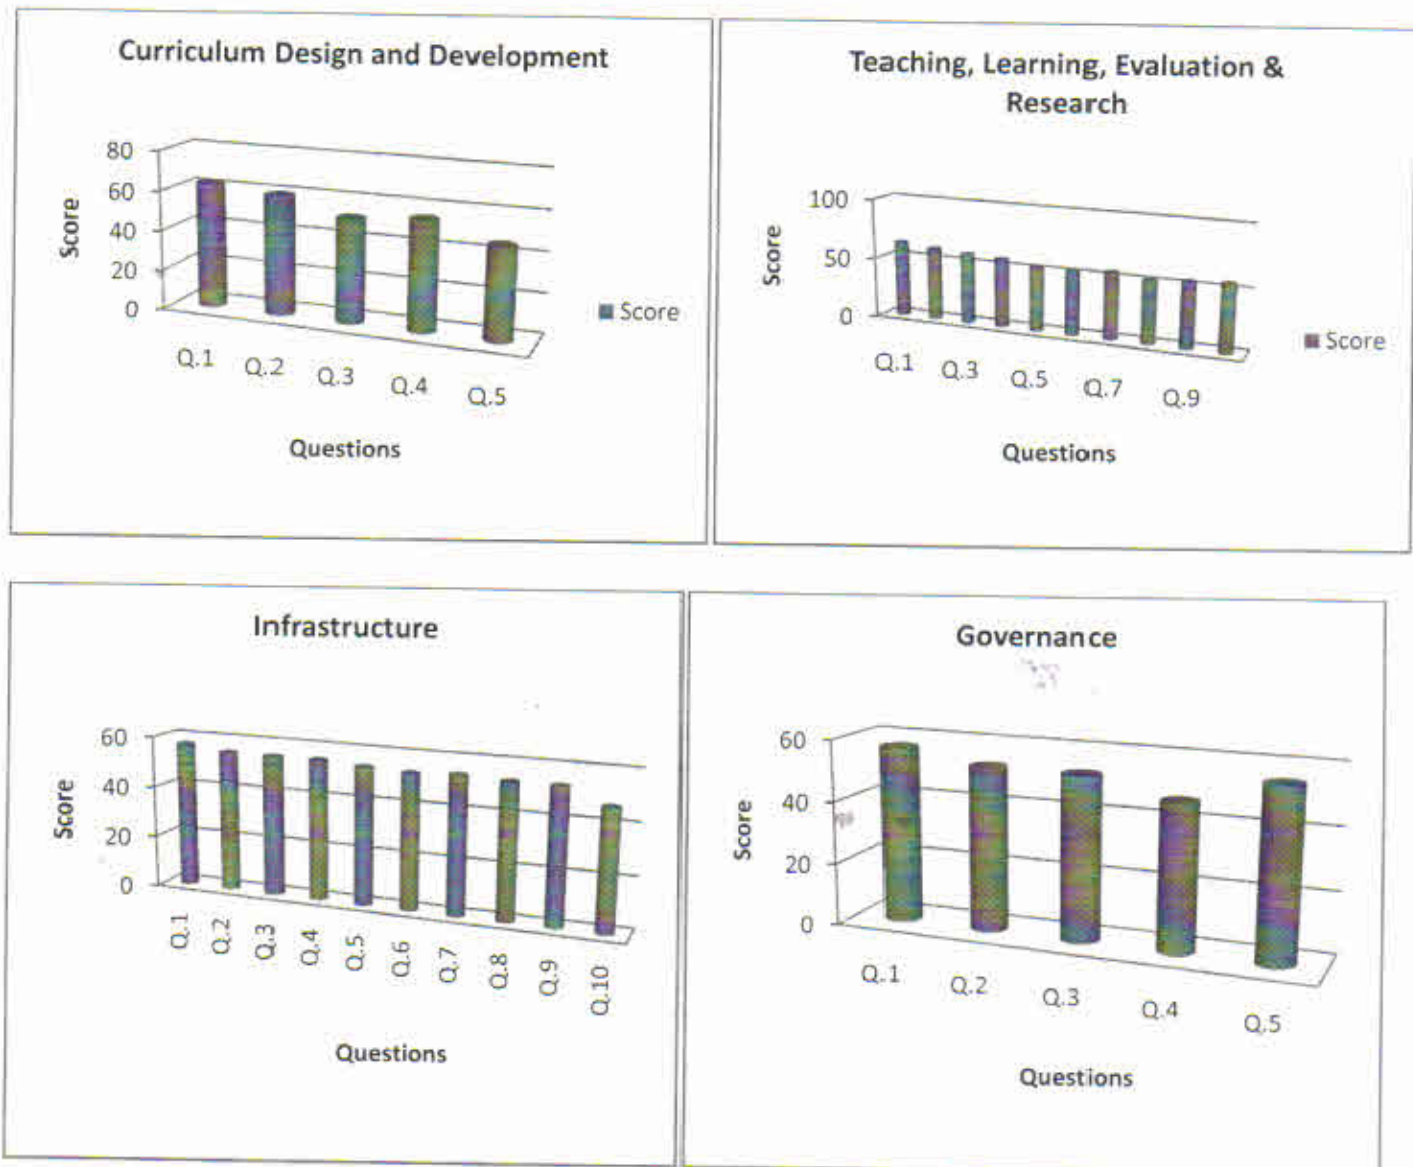 Curriculum Design and Development
80
60
40
20
0
Score
Q.1
Q.2
Q.3
Q.4
Q.5
Score
Questions
Teaching, Learning, Evaluation &
Research
100
50
0
Score
Q.1
Q.3
Q.5
Q.7
Q.9
Score
Questions
Infrastructure
60
40
20
0
Score
Q.1
Q.2
Q.3
Q.4
Q.5
Q.6
Q.7
Q.8
Q.9
Q.10
Questions
Governance
60
40
20
0
Score
Q.1
Q.2
Q.3
Q.4
Q.5
Questions